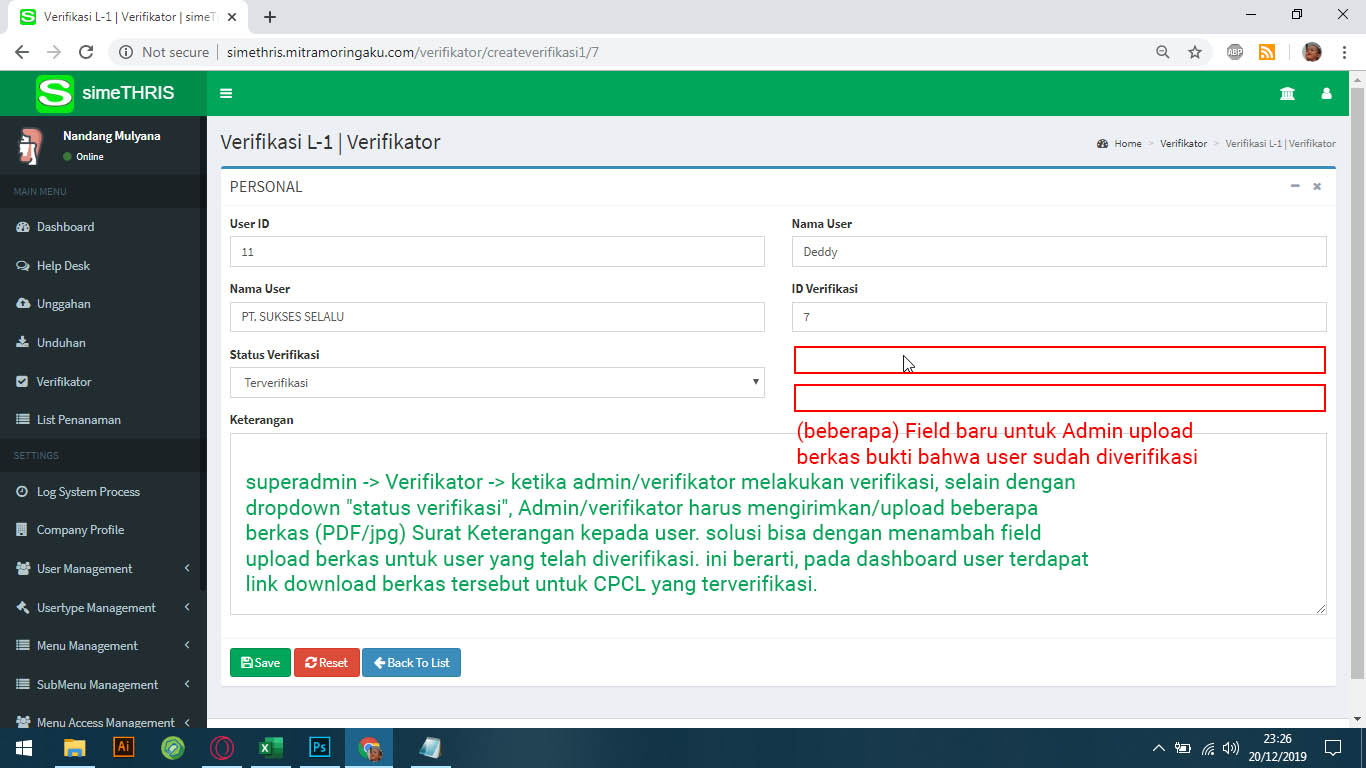 Verifikasi L-1 | Verifikator | simeT
Not secure
simethris.mitramoringaku.com/verifikator/createverifikasi1/7
ABP
S simeTHRIS
Nandang Mulyana
Online
MAIN MENU
Dashboard
Help Desk
Unggahan
Unduhan
Verifikator
List Penanaman
SETTINGS
Log System Process
Company Profile
User Management
Usertype Management
Menu Management
SubMenu Management
Menu Access Management
Verifikasi L-1 | Verifikator
Home > Verifikator > Verifikasi L-1 | Verifikator
PERSONAL
User ID
11
Nama User
Deddy
Nama User
PT. SUKSES SELALU
ID Verifikasi
7
Status Verifikasi
Terverifikasi
(beberapa) Field baru untuk Admin upload
berkas bukti bahwa user sudah diverifikasi
Keterangan
superadmin -> Verifikator -> ketika admin/verifikator melakukan verifikasi, selain dengan
dropdown "status verifikasi", Admin/verifikator harus mengirimkan/upload beberapa
berkas (PDF/jpg) Surat Keterangan kepada user. solusi bisa dengan menambah field
upload berkas untuk user yang telah diverifikasi. ini berarti, pada dashboard user terdapat
link download berkas tersebut untuk CPCL yang terverifikasi.
Save
Reset
Back To List
Ai
Ps
23:26
20/12/2019